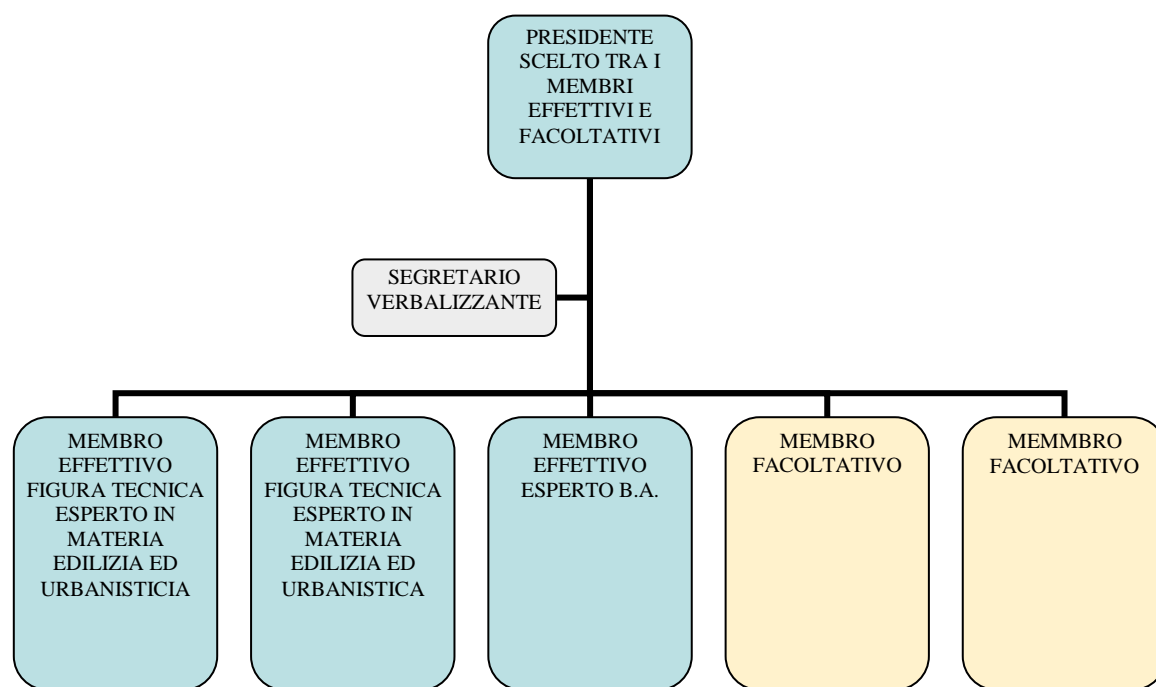 PRESIDENTE
SCELTO TRA I
MEMBRI
EFFETTIVI E
FACOLTATIVI
SEGRETARIO
VERBALIZZANTE
MEMBRO
EFFETTIVO
FIGURA TECNICA
ESPERTO IN
MATERIA
EDILIZIA ED
URBANISTICIA
MEMBRO
EFFETTIVO
FIGURA TECNICA
ESPERTO IN
MATERIA
EDILIZIA ED
URBANISTICA
MEMBRO
EFFETTIVO
ESPERTO B.A.
MEMBRO
FACOLTATIVO
MEMMBRO
FACOLTATIVO